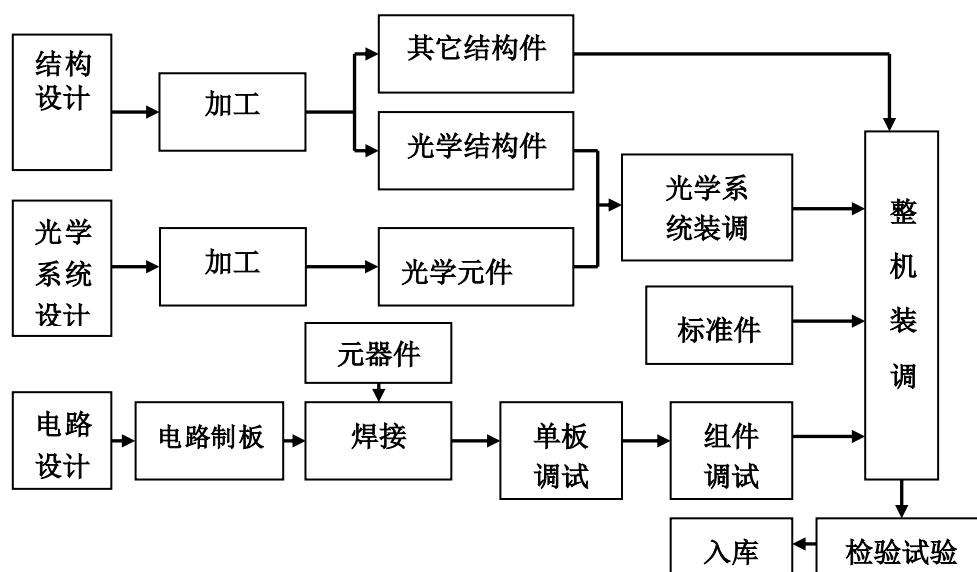 结构
设计
加工
其它结构件
光学结构件
光学
系统
设计
加工
光学元件
光学系
统装调
标准件
元器件
电路
设计
电路制板
焊接
单板
调试
组件
调试
整
机
装
调
入库
检验试验